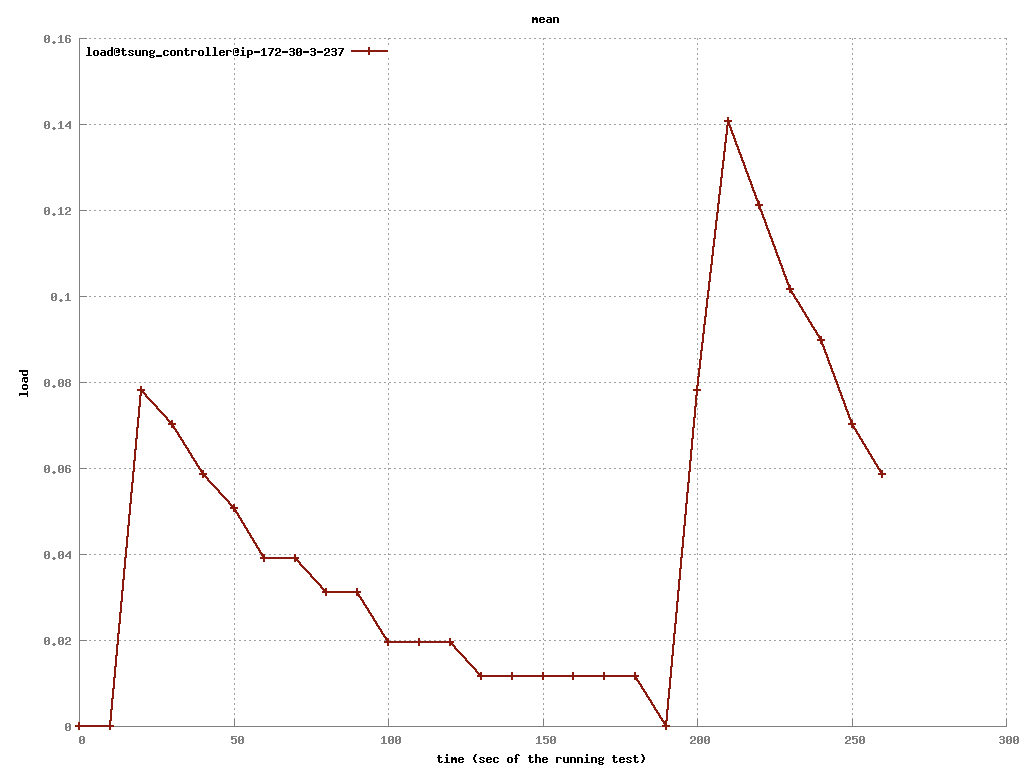 mean
load@tsung_controller@ip-172-30-3-237
0.16
0.14
0.12
0.1
0.08
0.06
0.04
0.02
0
load
0 50 100 150 200 250 300
time (sec of the running test)